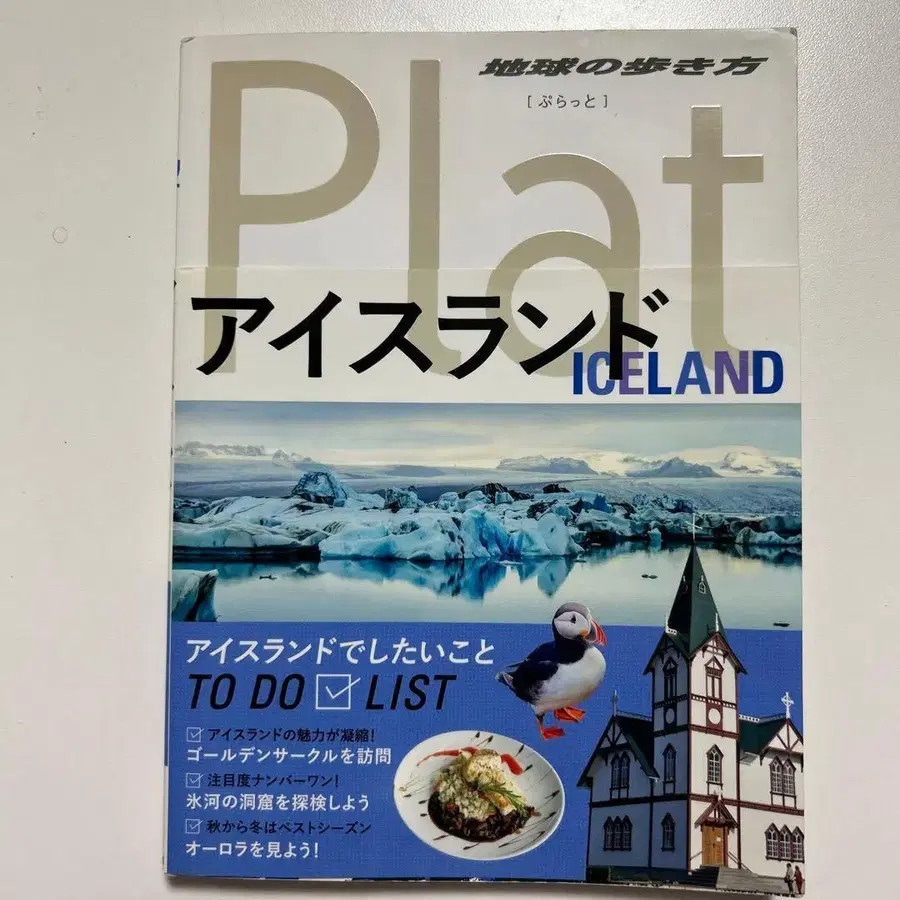 地球の歩き方
[ ぷらっと ]
Plat
アイスランド
ICELAND
アイスランドでしたいこと
TO DO ☑ LIST
☑ アイスランドの魅力が凝縮!
ゴールデンサークルを訪問
☑ 注目度ナンバーワン!
氷河の洞窟を探検しよう
☑ 秋から冬はベストシーズン
オーロラを見よう!